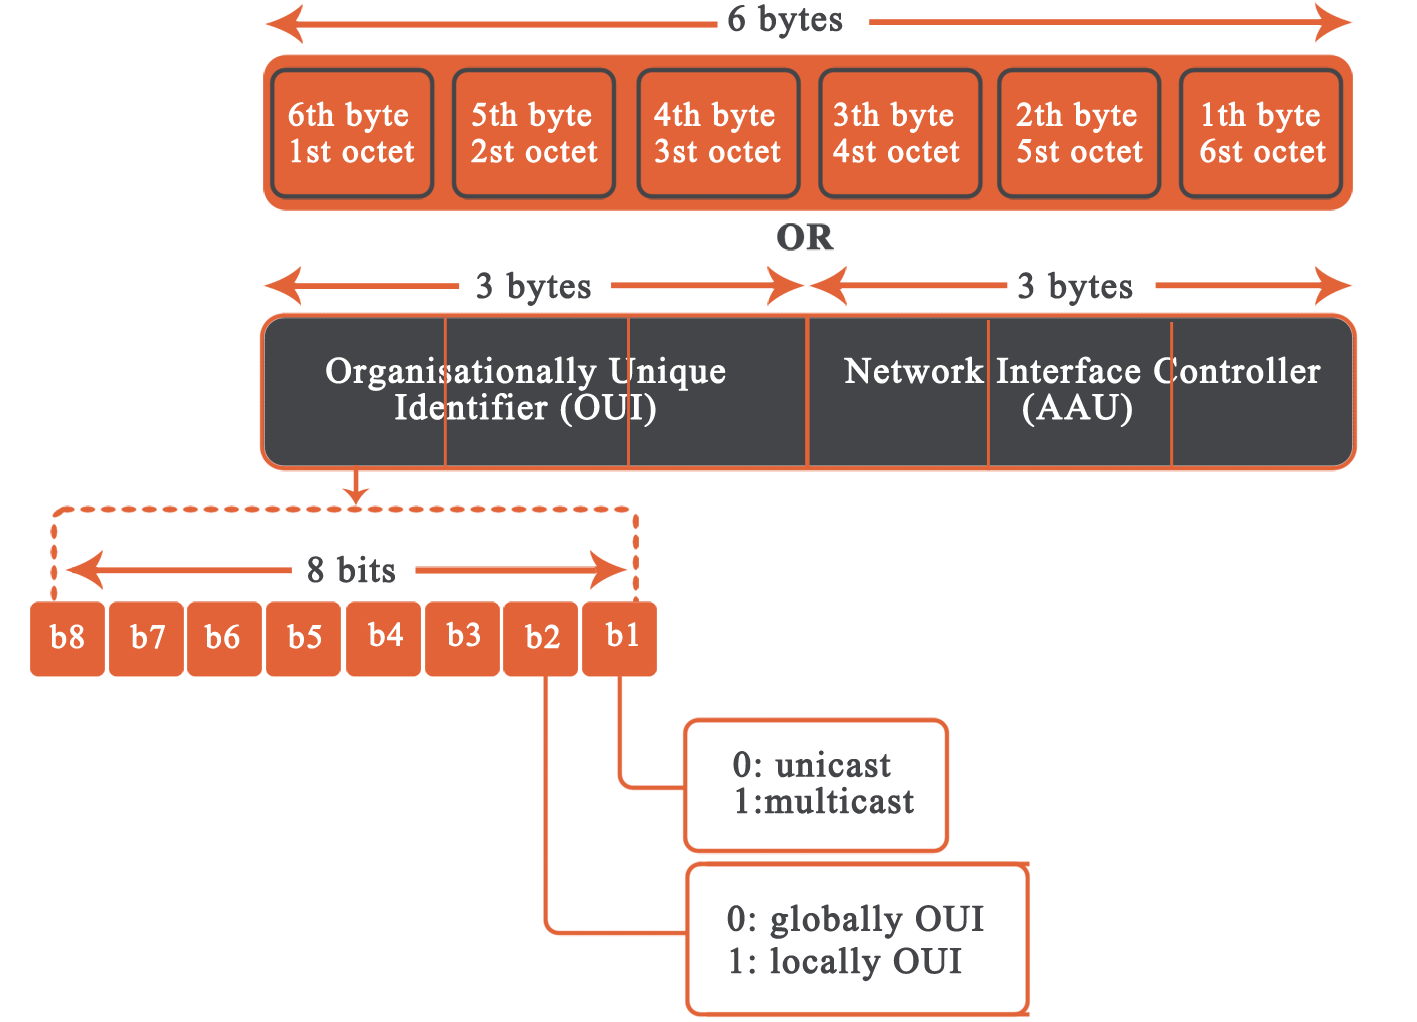 6 bytes
6th byte
1st octet
5th byte
2st octet
4th byte
3st octet
3th byte
4st octet
2th byte
5st octet
1th byte
6st octet
OR
3 bytes
3 bytes
Organisationally Unique
Identifier (OUI)
Network Interface Controller
(AAU)
8 bits
b8 b7 b6 b5 b4 b3 b2 b1
0: unicast
1:multicast
0: globally OUI
1: locally OUI